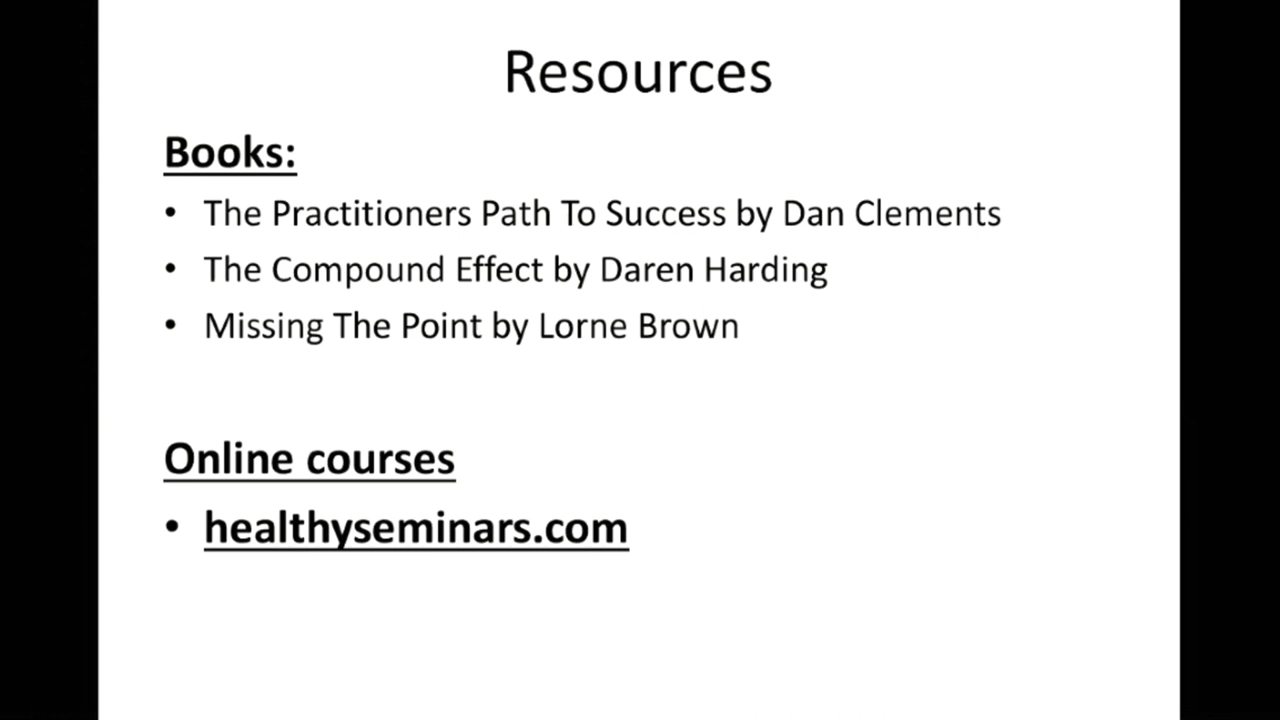 Resources
Books:
• The Practitioners Path To Success by Dan Clements
• The Compound Effect by Daren Harding
• Missing The Point by Lorne Brown
Online courses
• healthyseminars.com